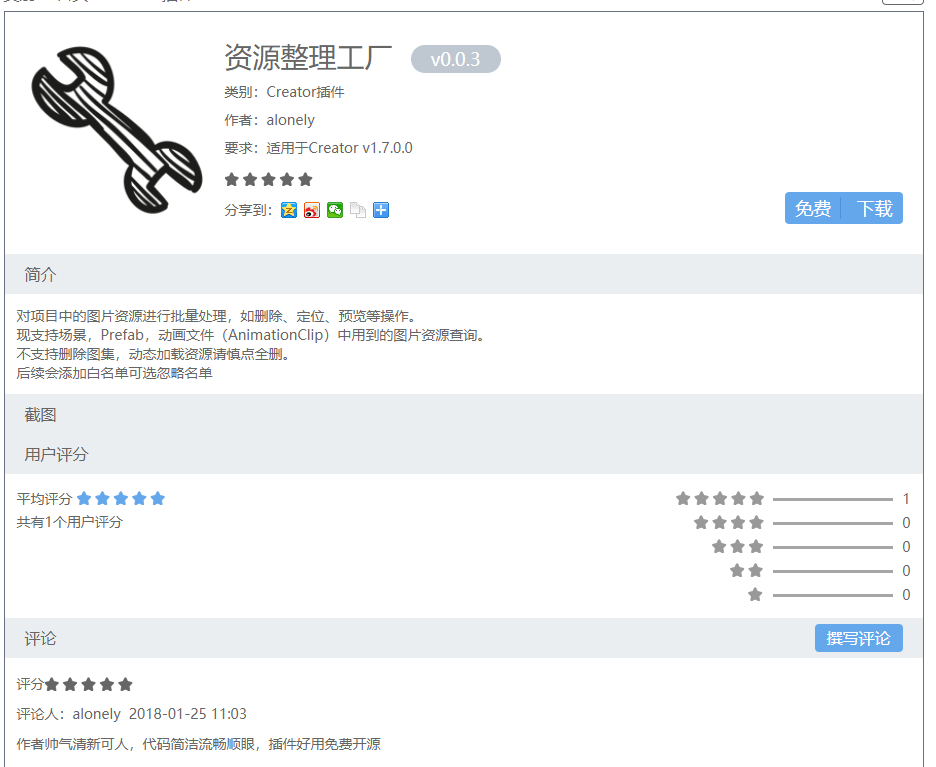 资源整理工厂 v0.0.3
类别：Creator插件
作者：alonely
要求：适用于Creator v1.7.0.0
分享到：
免费 下载
简介
对项目中的图片资源进行批量处理，如删除、定位、预览等操作。
现支持场景，Prefab，动画文件（AnimationClip）中用到的图片资源查询。
不支持删除图集，动态加载资源请慎点全删。
后续会添加白名单可选忽略名单
截图
用户评分
平均评分
1
共有1个用户评分
0
0
0
0
评论
撰写评论
评分
评论人：alonely 2018-01-25 11:03
作者帅气清新可人，代码简洁流畅顺眼，插件好用免费开源